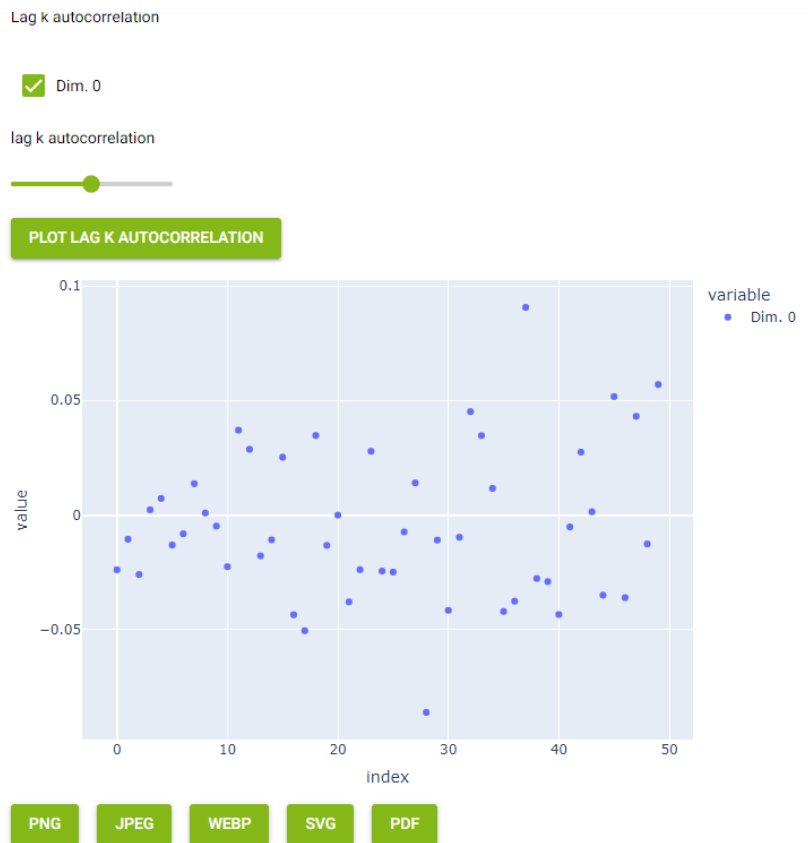 Lag k autocorrelation
Dim. 0
lag k autocorrelation
PLOT LAG K AUTOCORRELATION
0.1
variable
Dim. 0
0.05
0
−0.05
value
0 10 20 30 40 50
index
PNG JPEG WEBP SVG PDF